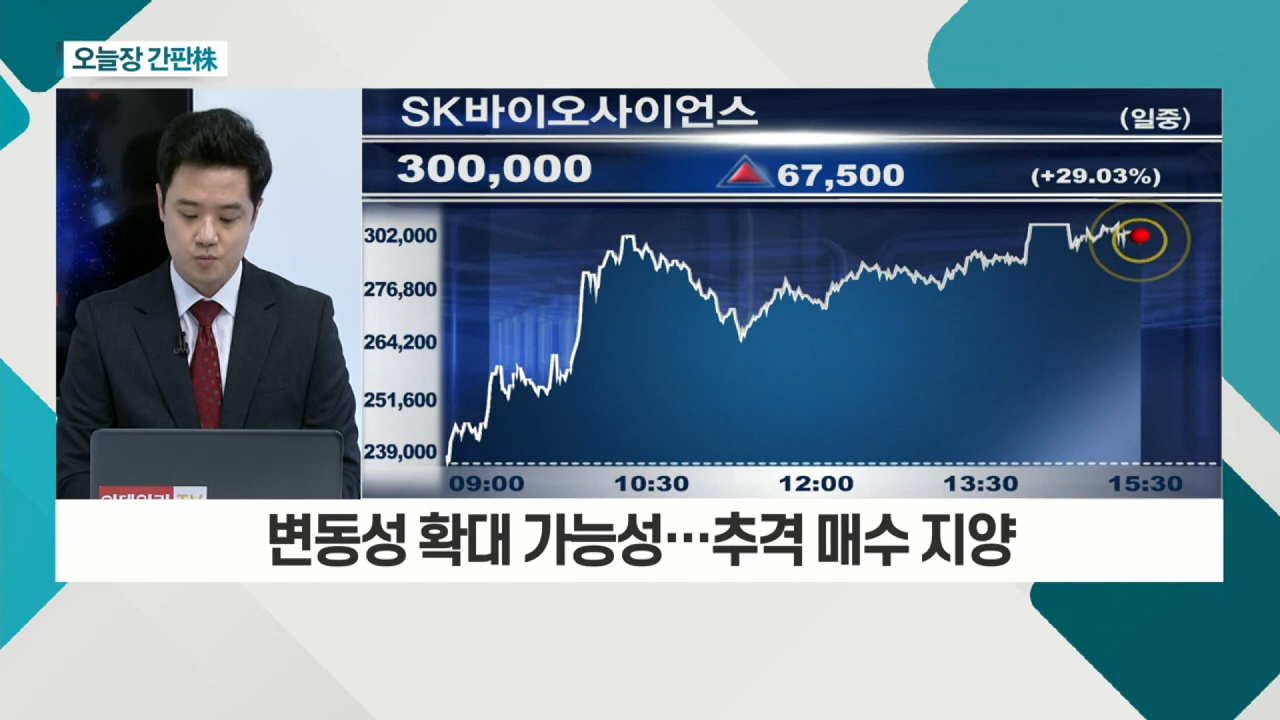 오늘장 간판株
SK바이오사이언스
(일중)
300,000 67,500 (+29.03%)
302,000
276,800
264,200
251,600
239,000
09:00 10:30 12:00 13:30 15:30
변동성 확대 가능성…추격 매수 지양